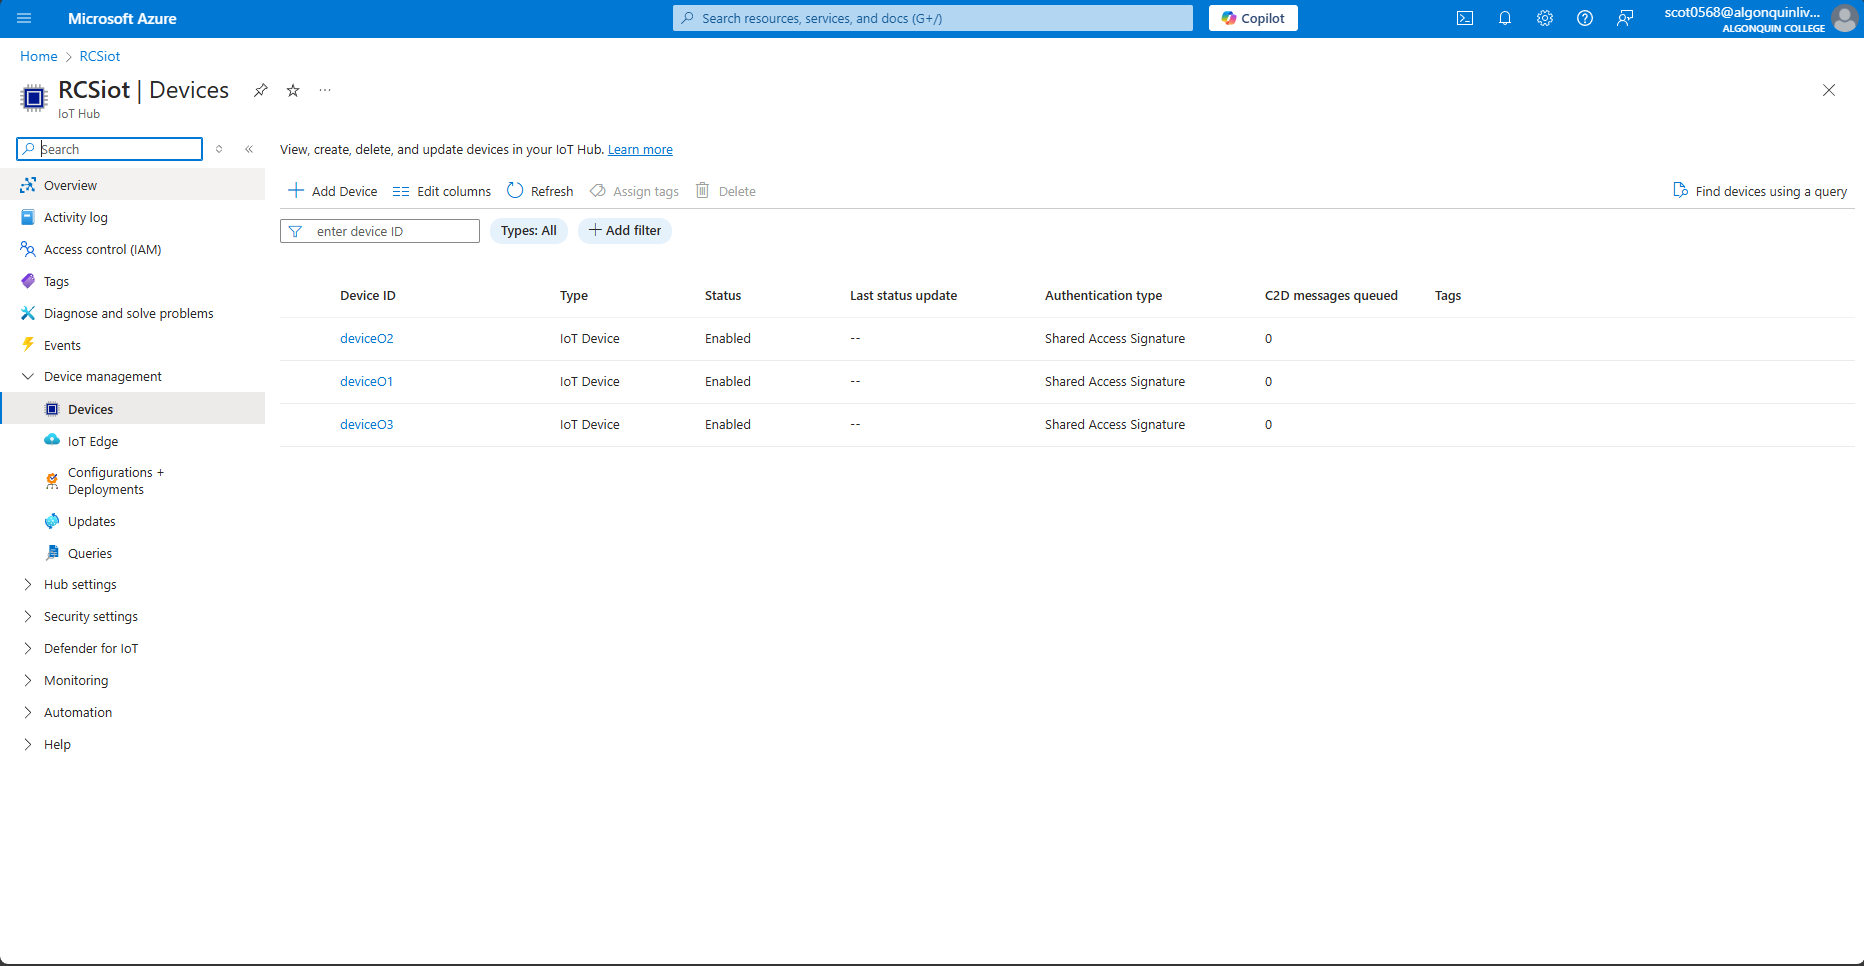 Microsoft Azure
Search resources, services, and docs (G+/)
Copilot
scot0568@algonquinliv...
ALGONQUIN COLLEGE
Home > RCSiot
RCSiot | Devices
IoT Hub
Search
View, create, delete, and update devices in your IoT Hub. Learn more
Overview
Activity log
Access control (IAM)
Tags
Diagnose and solve problems
Events
Device management
Devices
IoT Edge
Configurations +
Deployments
Updates
Queries
Hub settings
Security settings
Defender for IoT
Monitoring
Automation
Help
Add Device Edit columns Refresh Assign tags Delete Find devices using a query
enter device ID Types: All Add filter
Device ID Type Status Last status update Authentication type C2D messages queued Tags
deviceO2 IoT Device Enabled -- Shared Access Signature 0
deviceO1 IoT Device Enabled -- Shared Access Signature 0
deviceO3 IoT Device Enabled -- Shared Access Signature 0